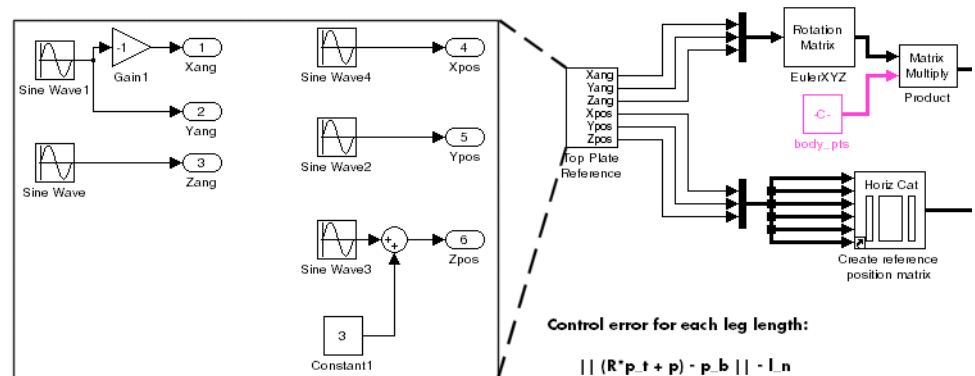 -1
Gain1
1
Xang
Sine Wave1
2
Yang
3
Zang
Sine Wave
Sine Wave4
4
Xpos
Sine Wave2
5
Ypos
Sine Wave3
+
+
6
Zpos
3
Constant1
Xang
Yang
Zang
Xpos
Ypos
Zpos
Top Plate
Reference
Rotation
Matrix
EulerXYZ
Matrix
Multiply
Product
-C-
body_pts
Horiz Cat
Create reference
position matrix
Control error for each leg length:
|| (R*p_t + p) - p_b || - l_n